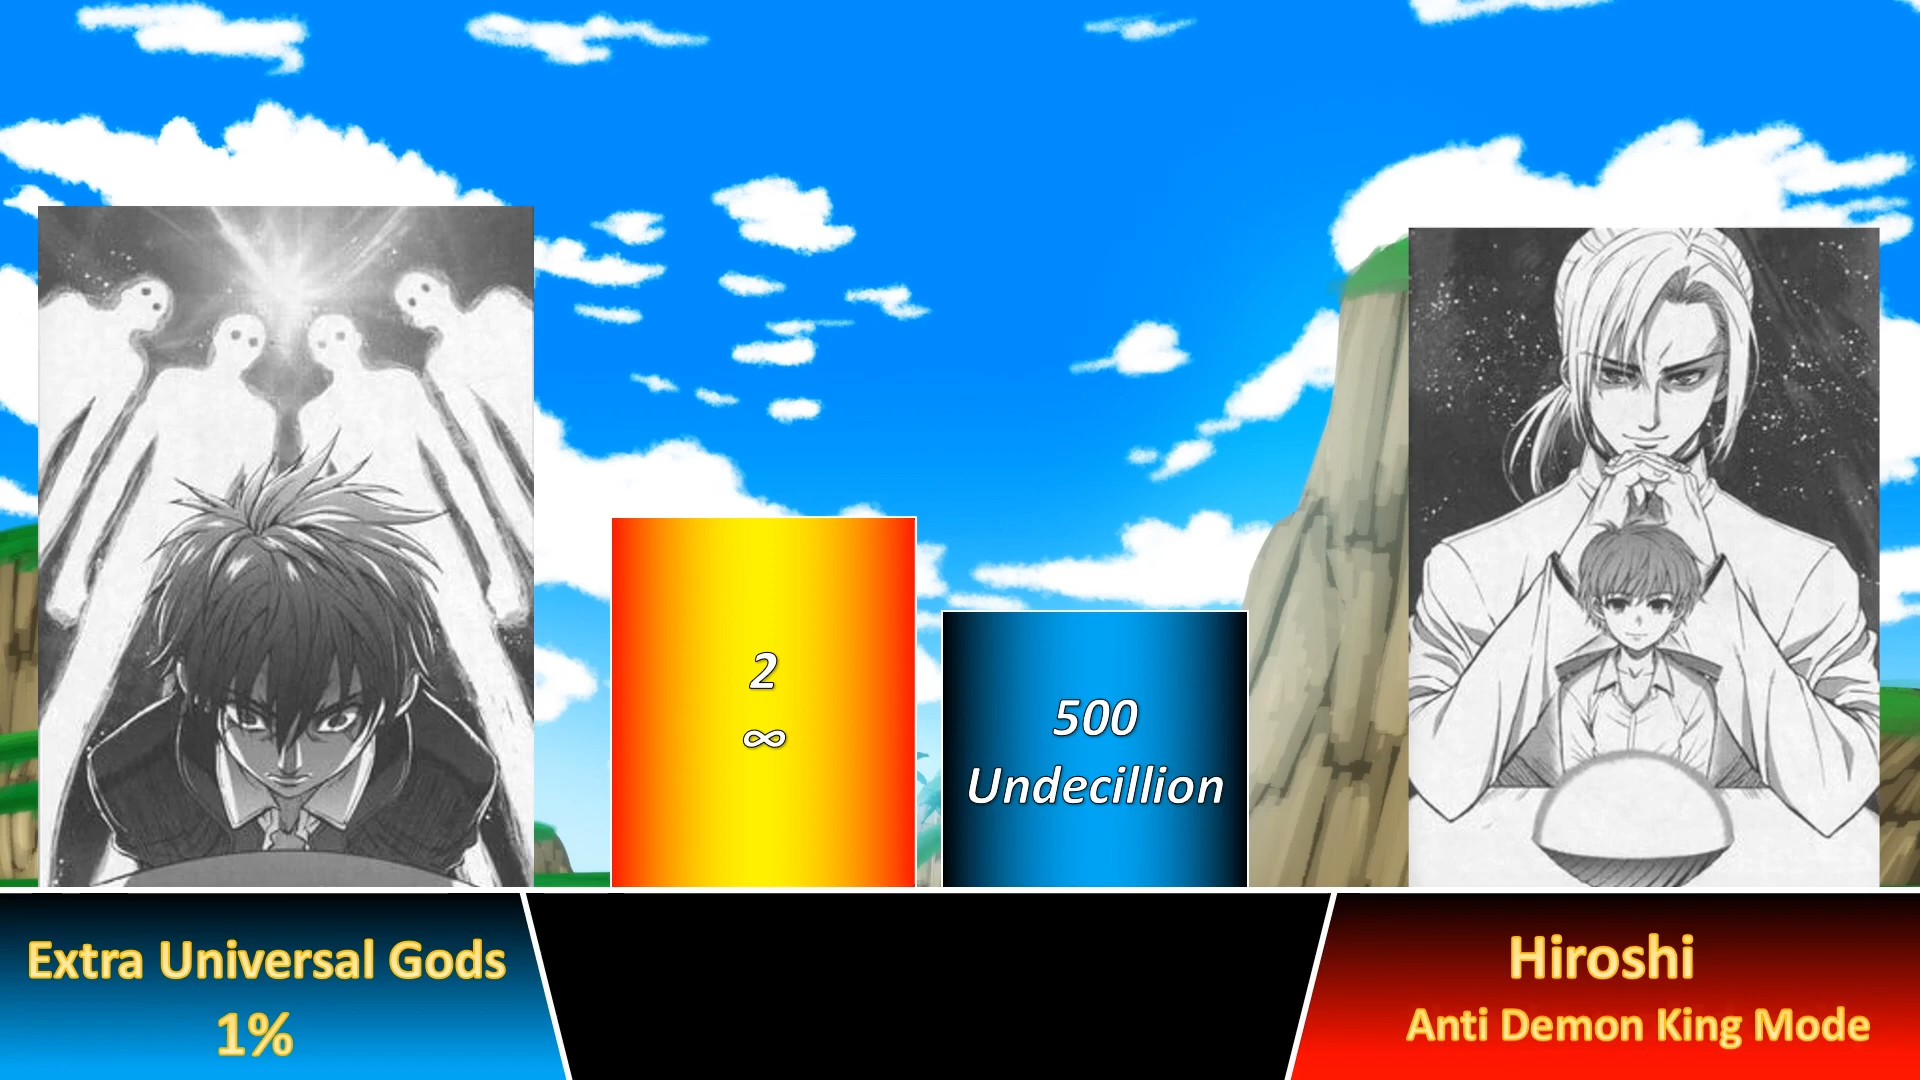 2
∞
500
Undecillion
Extra Universal Gods
1%
Hiroshi
Anti Demon King Mode